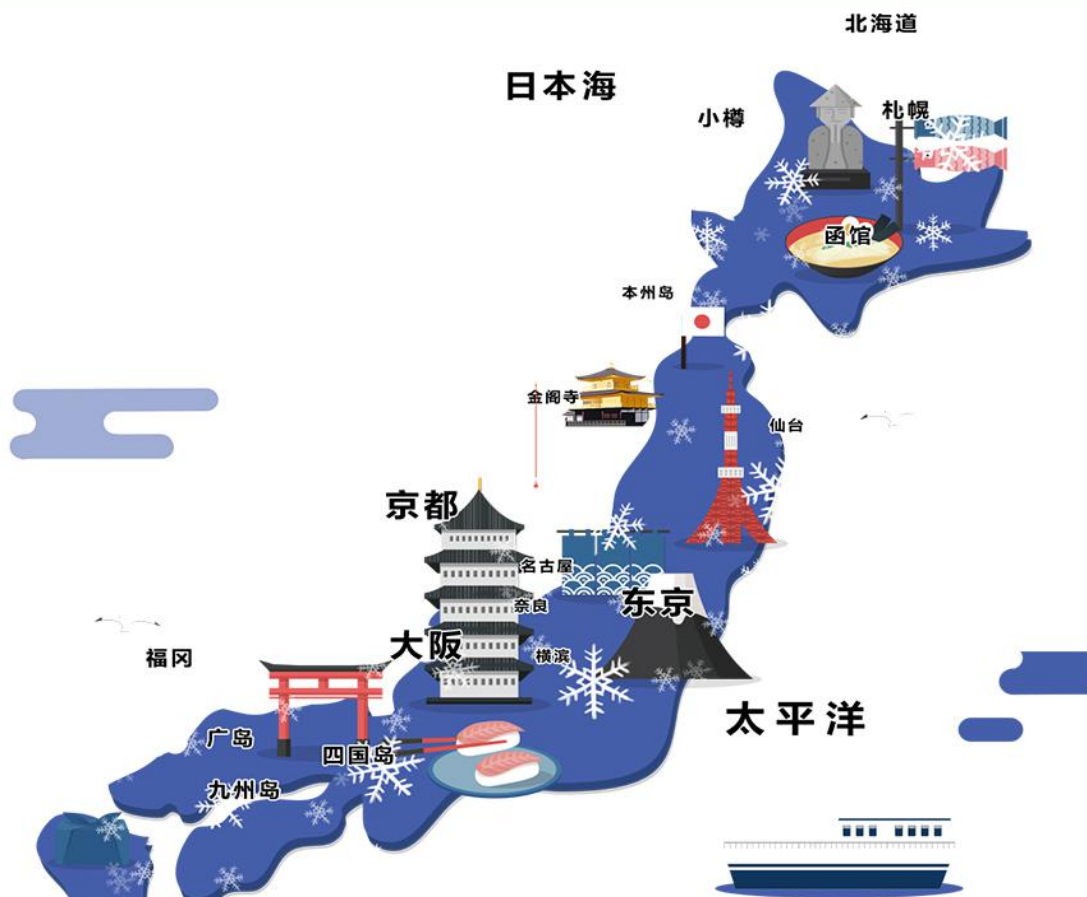 北海道
日本海
札幌
小樽
函馆
本州岛
金阁寺
仙台
京都
名古屋
东京
奈良
大阪
横滨
福冈
太平洋
广岛
四国岛
九州岛